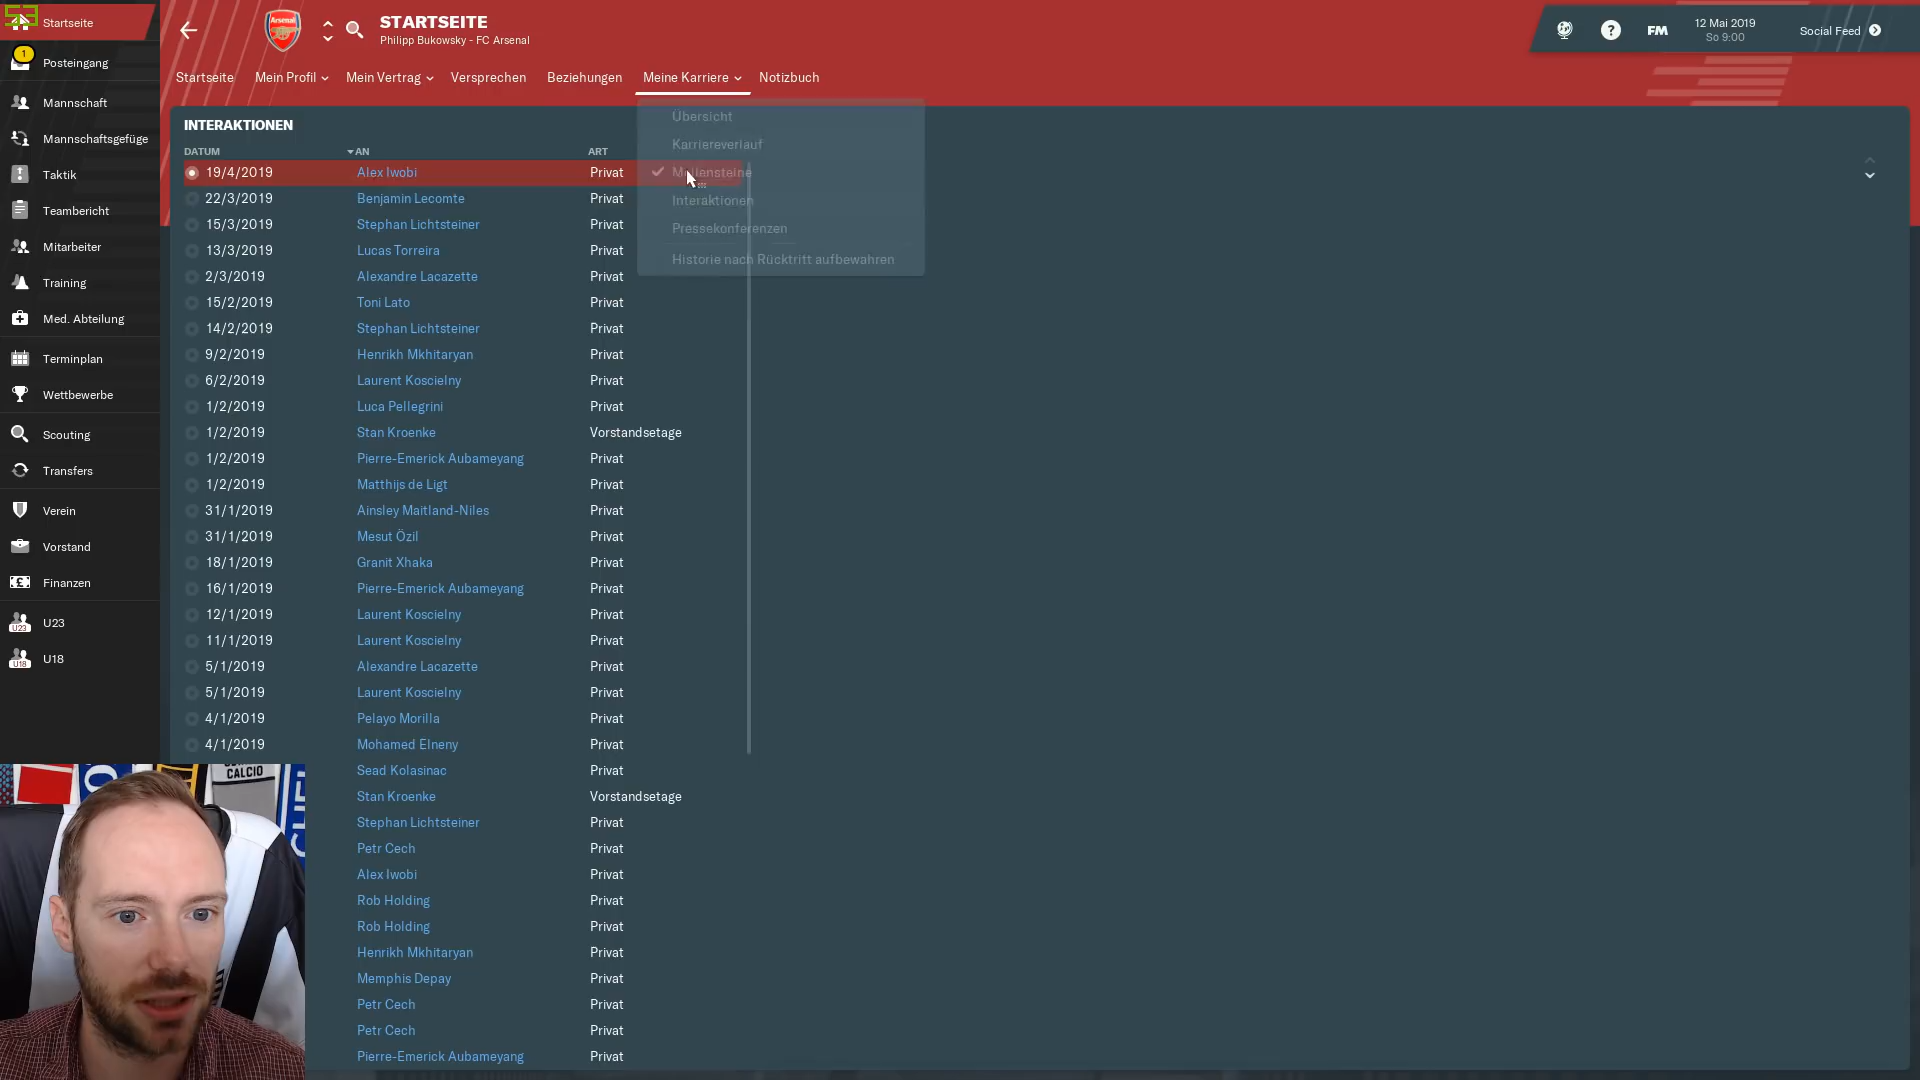 Startseite
1
Posteingang
Mannschaft
Mannschaftsgefüge
Taktik
Teambericht
Mitarbeiter
Training
Med. Abteilung
Terminplan
Wettbewerbe
Scouting
Transfers
Verein
Vorstand
Finanzen
U23
U23
U18
U18
Arsenal
STARTSEITE
Philipp Bukowsky - FC Arsenal
?
FM
12 Mai 2019
So 9:00
Social Feed
Startseite
Mein Profil
Mein Vertrag
Versprechen
Beziehungen
Meine Karriere
Notizbuch
Übersicht
Karriereverlauf
Meilensteine
Interaktionen
Pressekonferenzen
Historie nach Rücktritt aufbewahren
INTERAKTIONEN
DATUM AN ART
19/4/2019 Alex Iwobi Privat
22/3/2019 Benjamin Lecomte Privat
15/3/2019 Stephan Lichtsteiner Privat
13/3/2019 Lucas Torreira Privat
2/3/2019 Alexandre Lacazette Privat
15/2/2019 Toni Lato Privat
14/2/2019 Stephan Lichtsteiner Privat
9/2/2019 Henrikh Mkhitaryan Privat
6/2/2019 Laurent Koscielny Privat
1/2/2019 Luca Pellegrini Privat
1/2/2019 Stan Kroenke Vorstandsetage
1/2/2019 Pierre-Emerick Aubameyang Privat
1/2/2019 Matthijs de Ligt Privat
31/1/2019 Ainsley Maitland-Niles Privat
31/1/2019 Mesut Özil Privat
18/1/2019 Granit Xhaka Privat
16/1/2019 Pierre-Emerick Aubameyang Privat
12/1/2019 Laurent Koscielny Privat
11/1/2019 Laurent Koscielny Privat
5/1/2019 Alexandre Lacazette Privat
5/1/2019 Laurent Koscielny Privat
4/1/2019 Pelayo Morilla Privat
4/1/2019 Mohamed Elneny Privat
Sead Kolasinac Privat
Stan Kroenke Vorstandsetage
Stephan Lichtsteiner Privat
Petr Cech Privat
Alex Iwobi Privat
Rob Holding Privat
Rob Holding Privat
Henrikh Mkhitaryan Privat
Memphis Depay Privat
Petr Cech Privat
Petr Cech Privat
Pierre-Emerick Aubameyang Privat
CALCIO